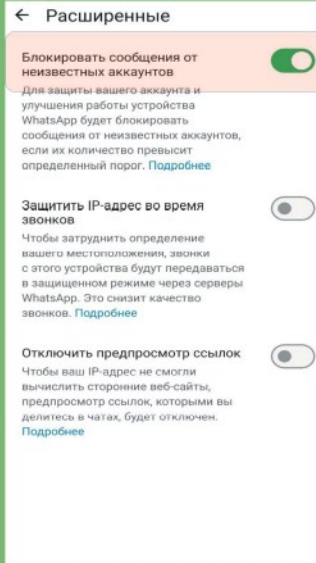 Расширенные
Блокировать сообщения от
неизвестных аккаунтов
Для защиты вашего аккаунта и
улучшения работы устройства
WhatsApp будет блокировать
сообщения от неизвестных аккаунтов,
если их количество превысит
определенный порог. Подробнее
Защитить IP-адрес во время
звонков
Чтобы затруднить определение
вашего местоположения, звонки
с этого устройства будут передаваться
в защищенном режиме через серверы
WhatsApp. Это снизит качество
звонков. Подробнее
Отключить предпросмотр ссылок
Чтобы ваш IP-адрес не смогли
вычислить сторонние веб-сайты,
предпросмотр ссылок, которыми вы
делитесь в чатах, будет отключен.
Подробнее